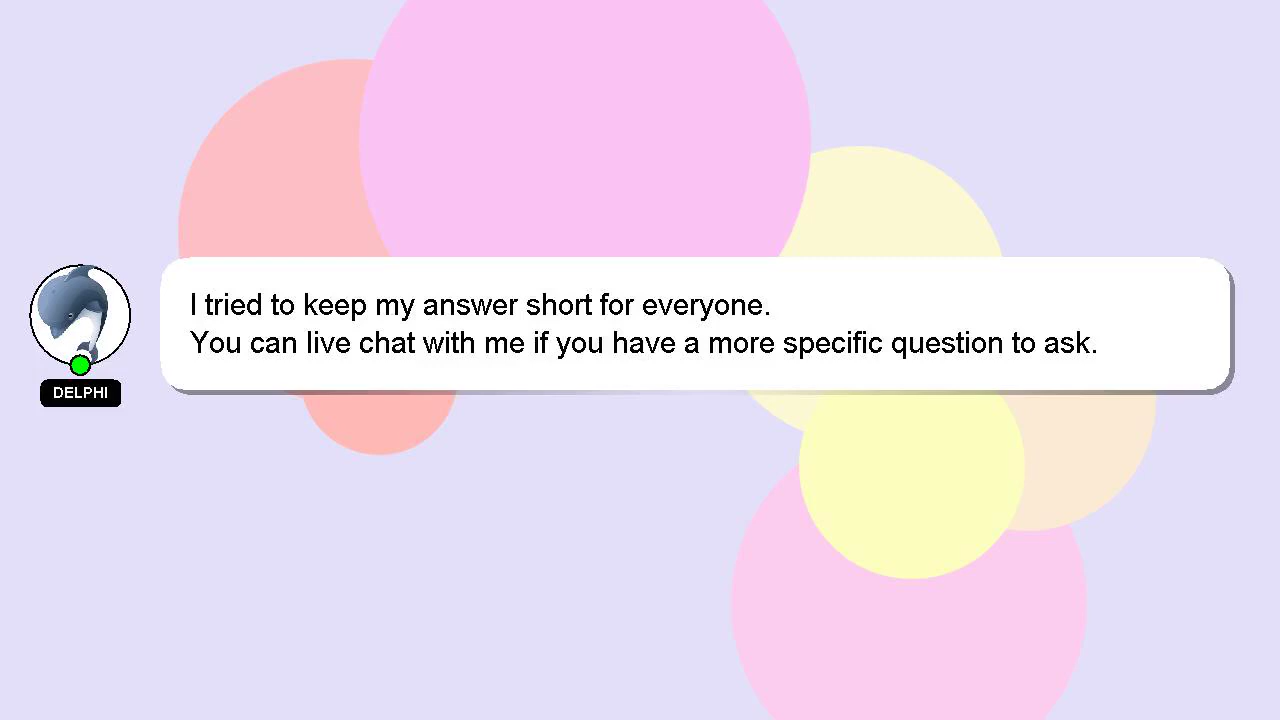 I tried to keep my answer short for everyone.
You can live chat with me if you have a more specific question to ask.
DELPHI